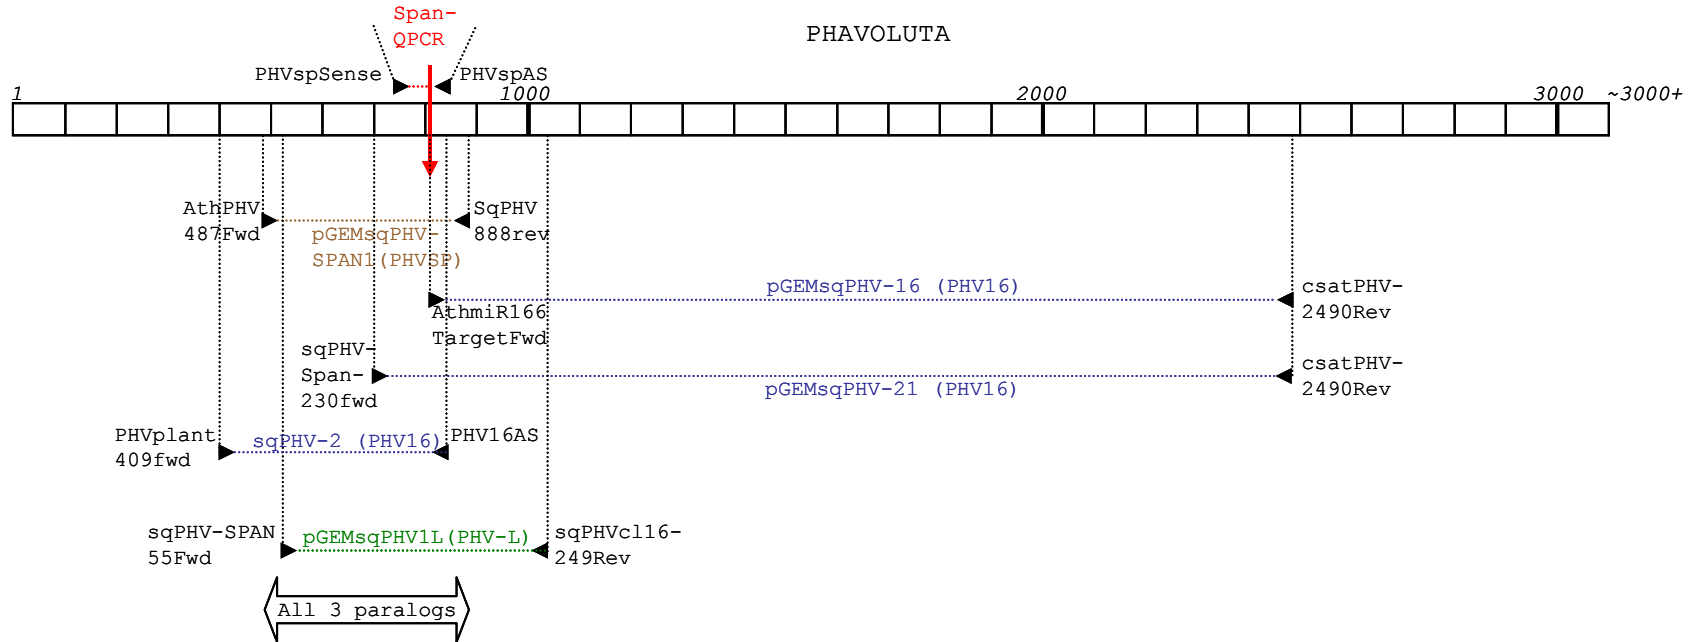 Span-
QPCR
PHAVOLUTA
PHVspSense
PHVspAS
1
1000
2000
3000
~3000+
AthPHV
487Fwd
pGEMsqPHV-
SPAN1(PHVSP)
SqPHV
888rev
pGEMsqPHV-16 (PHV16)
AthmiR166
TargetFwd
csatPHV-
2490Rev
sqPHV-
Span-
230fwd
pGEMsqPHV-21 (PHV16)
csatPHV-
2490Rev
PHVplant
409fwd
sqPHV-2 (PHV16)
PHV16AS
sqPHV-SPAN
55Fwd
pGEMsqPHV1L(PHV-L)
sqPHVcl16-
249Rev
All 3 paralogs